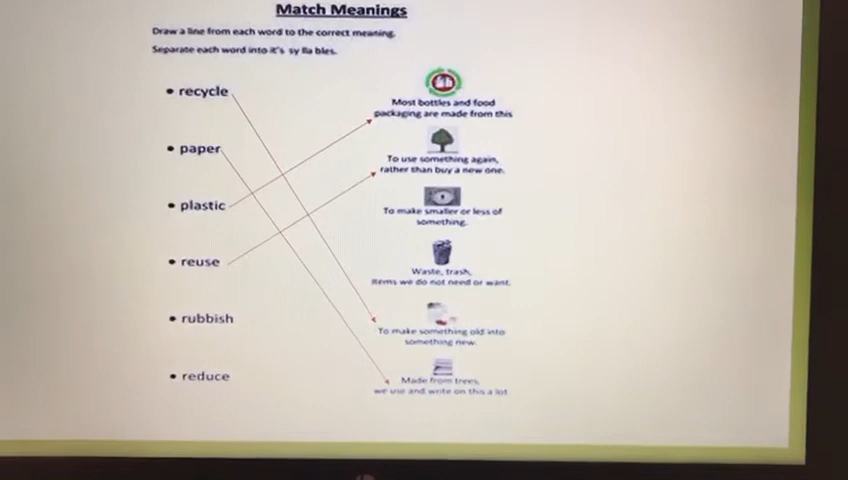 Match Meanings
Draw a line from each word to the correct meaning.
Separate each word into it's sy lla bles.
• recycle
Most bottles and food
packaging are made from this
• paper
To use something again,
rather than buy a new one.
• plastic
To make smaller or less of
something.
• reuse
Waste, trash,
items we do not need or want.
• rubbish
To make something old into
something new.
• reduce
Made from trees,
we use and write on this a lot